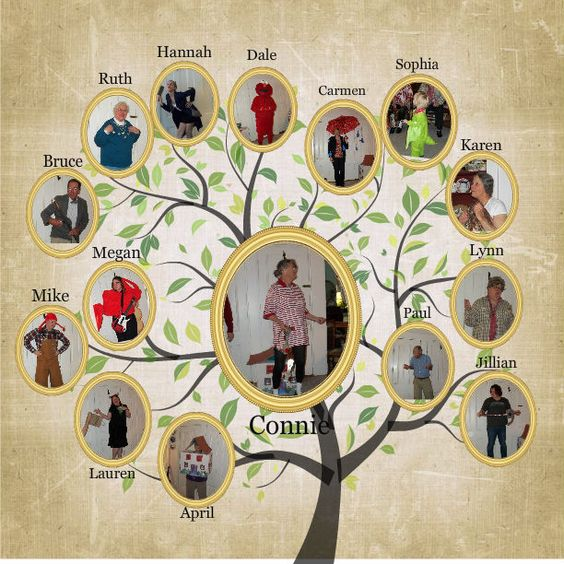 Hannah
Dale
Sophia
Ruth
Carmen
Karen
Bruce
Megan
Lynn
Mike
Paul
Jillian
Connie
Lauren
April